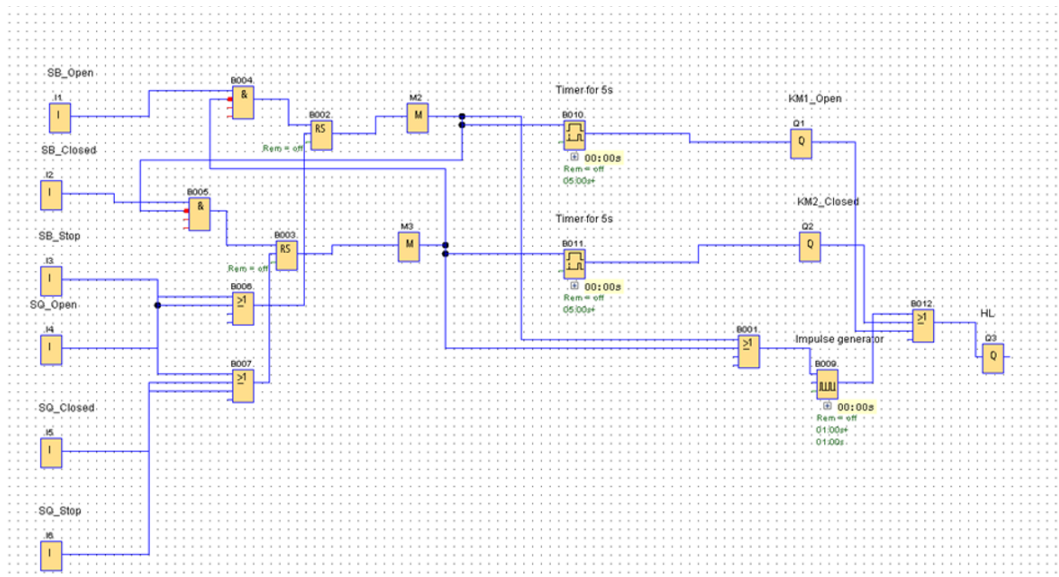 SB_Open
I1
I
B004
&
B002
RS
Rem = off
M2
M
Timer for 5s
B010
00:00s
Rem = off
05:00s+
KM1_Open
Q1
Q
SB_Closed
I2
I
B005
&
B003
RS
Rem = off
M3
M
Timer for 5s
B011
00:00s
Rem = off
05:00s+
KM2_Closed
Q2
Q
SB_Stop
I3
I
B006
>1
SQ_Open
I4
I
B007
>1
B001
>1
Impulse generator
B009
00:00s
Rem = off
01:00s+
01:00s
B012
>1
HL
Q3
Q
SQ_Closed
I5
I
SQ_Stop
I6
I